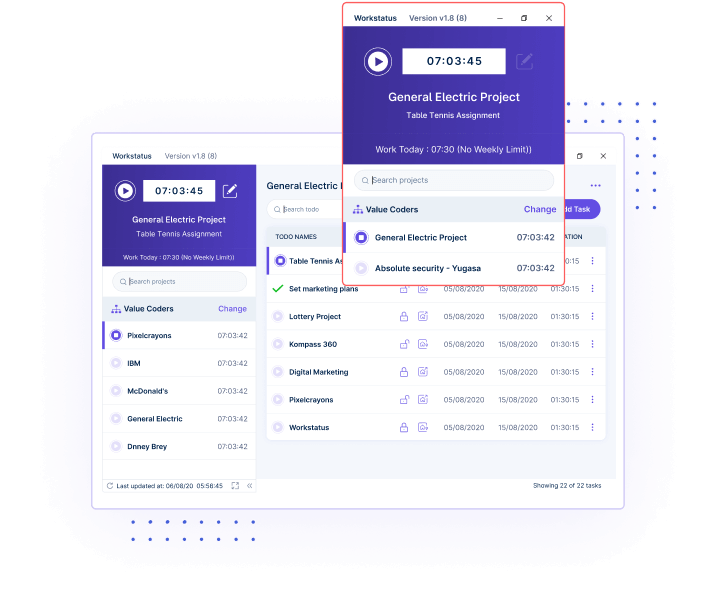 Workstatus Version v1.8 (8)
07:03:45
General Electric Project
Table Tennis Assignment
Work Today : 07:30 (No Weekly Limit))
Search projects
Value Coders Change
General Electric Project 07:03:42
Absolute security - Yugasa 07:03:42
Workstatus Version v1.8 (8)
07:03:45
General Electric Project
Table Tennis Assignment
Work Today : 07:30 (No Weekly Limit))
Search projects
Value Coders Change
Pixelcrayons 07:03:42
IBM 07:03:42
McDonald's 07:03:42
General Electric 07:03:42
Dnney Brey 07:03:42
Last updated at: 06/08/20 05:56:45
General Electric
Search todo
dd Task
TODO NAMES
ATION
Table Tennis As
0:15
Set marketing plans 05/08/2020 15/08/2020 01:30:15
Lottery Project 05/08/2020 15/08/2020 01:30:15
Kompass 360 05/08/2020 15/08/2020 01:30:15
Digital Marketing 05/08/2020 15/08/2020 01:30:15
Pixelcrayons 05/08/2020 15/08/2020 01:30:15
Workstatus 05/08/2020 15/08/2020 01:30:15
Showing 22 of 22 tasks